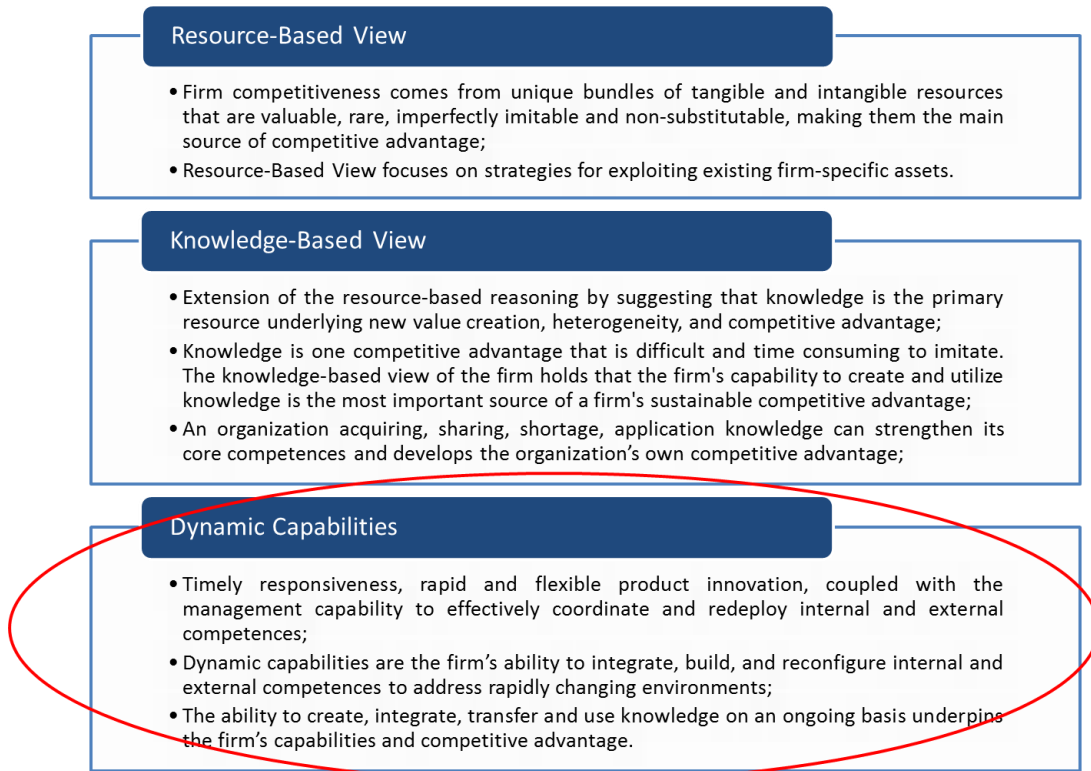 Resource-Based View
• Firm competitiveness comes from unique bundles of tangible and intangible resources
that are valuable, rare, imperfectly imitable and non-substitutable, making them the main
source of competitive advantage;
• Resource-Based View focuses on strategies for exploiting existing firm-specific assets.
Knowledge-Based View
• Extension of the resource-based reasoning by suggesting that knowledge is the primary
resource underlying new value creation, heterogeneity, and competitive advantage;
• Knowledge is one competitive advantage that is difficult and time consuming to imitate.
The knowledge-based view of the firm holds that the firm's capability to create and utilize
knowledge is the most important source of a firm's sustainable competitive advantage;
• An organization acquiring, sharing, shortage, application knowledge can strengthen its
core competences and develops the organization’s own competitive advantage;
Dynamic Capabilities
• Timely responsiveness, rapid and flexible product innovation, coupled with the
management capability to effectively coordinate and redeploy internal and external
competences;
• Dynamic capabilities are the firm’s ability to integrate, build, and reconfigure internal and
external competences to address rapidly changing environments;
• The ability to create, integrate, transfer and use knowledge on an ongoing basis underpins
the firm’s capabilities and competitive advantage.